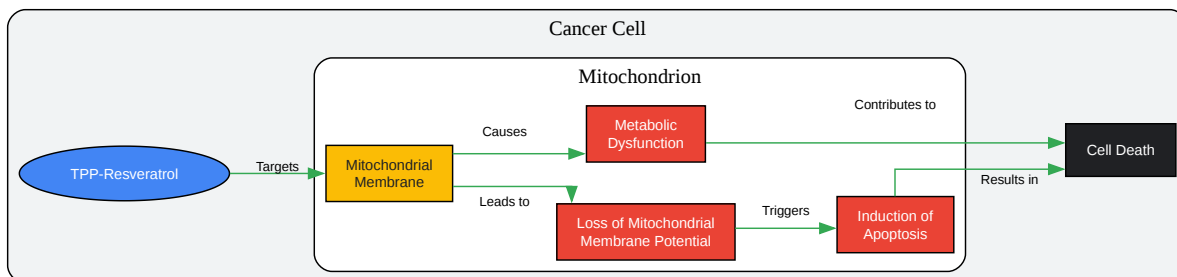 Cancer Cell
Mitochondrion
TPP-Resveratrol
Targets
Mitochondrial
Membrane
Causes
Metabolic
Dysfunction
Contributes to
Cell Death
Leads to
Loss of Mitochondrial
Membrane Potential
Triggers
Induction of
Apoptosis
Results in